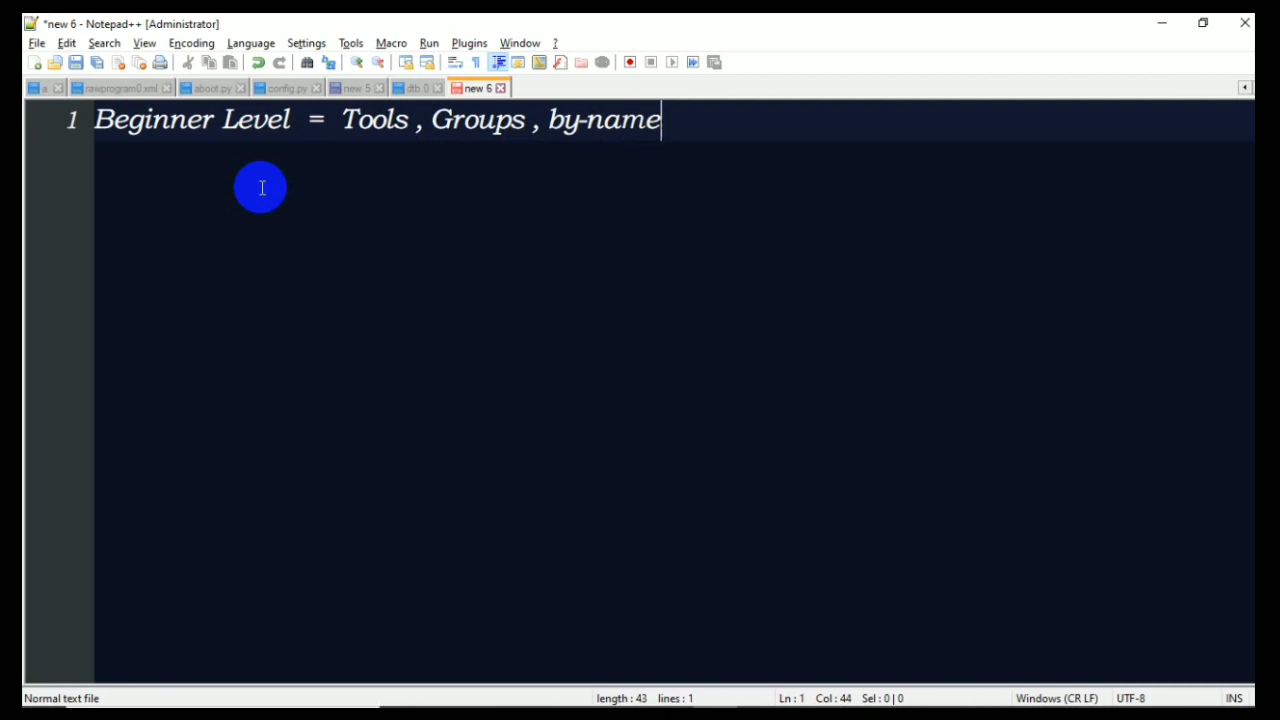 *new 6 - Notepad++ [Administrator]
File Edit Search View Encoding Language Settings Tools Macro Run Plugins Window ?
a rawprogram0.xml aboot.py config.py new 5 dtb 0 new 6
1 Beginner Level = Tools , Groups , by-name
Normal text file length : 43 lines : 1 Ln : 1 Col : 44 Sel : 0 | 0 Windows (CR LF) UTF-8 INS